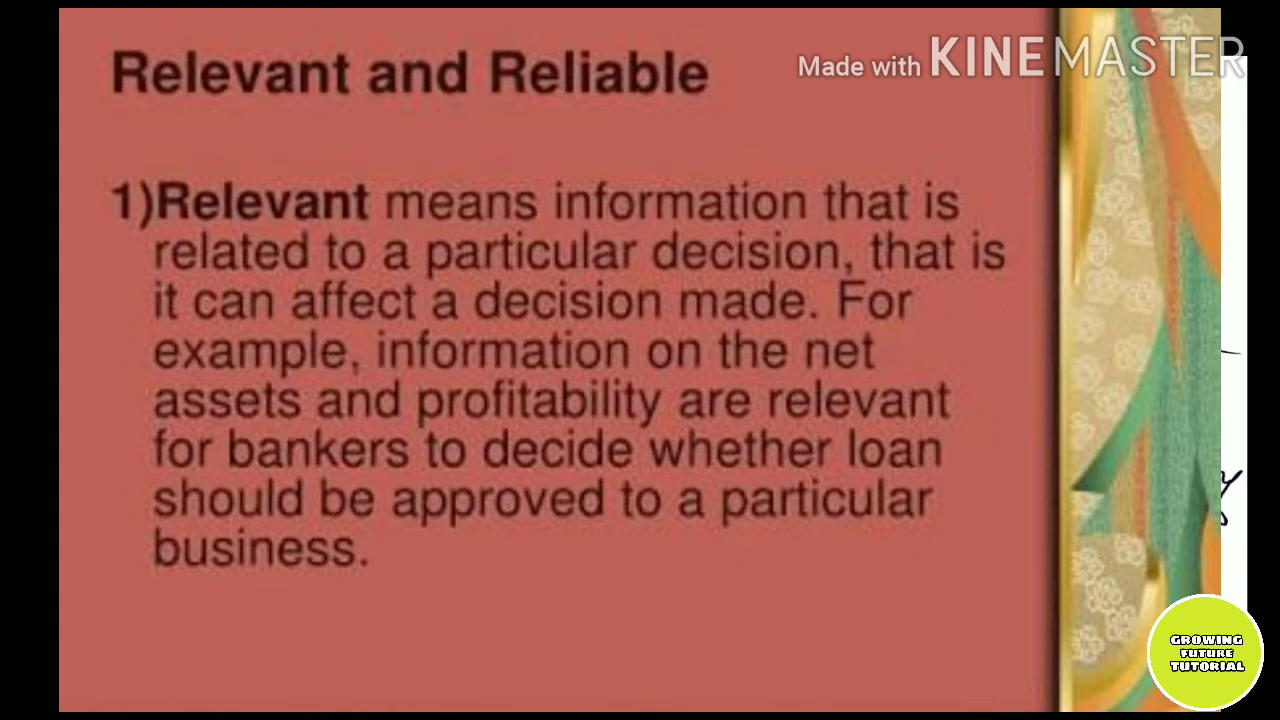 Relevant and Reliable
Made with KINEMASTER
1)Relevant means information that is
related to a particular decision, that is
it can affect a decision made. For
example, information on the net
assets and profitability are relevant
for bankers to decide whether loan
should be approved to a particular
business.
GROWING
FUTURE
TUTORIAL